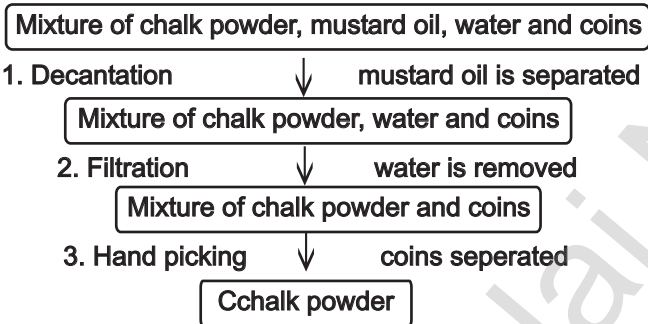 Mixture of chalk powder, mustard oil, water and coins
1. Decantation mustard oil is separated
Mixture of chalk powder, water and coins
2. Filtration water is removed
Mixture of chalk powder and coins
3. Hand picking coins seperated
Cchalk powder